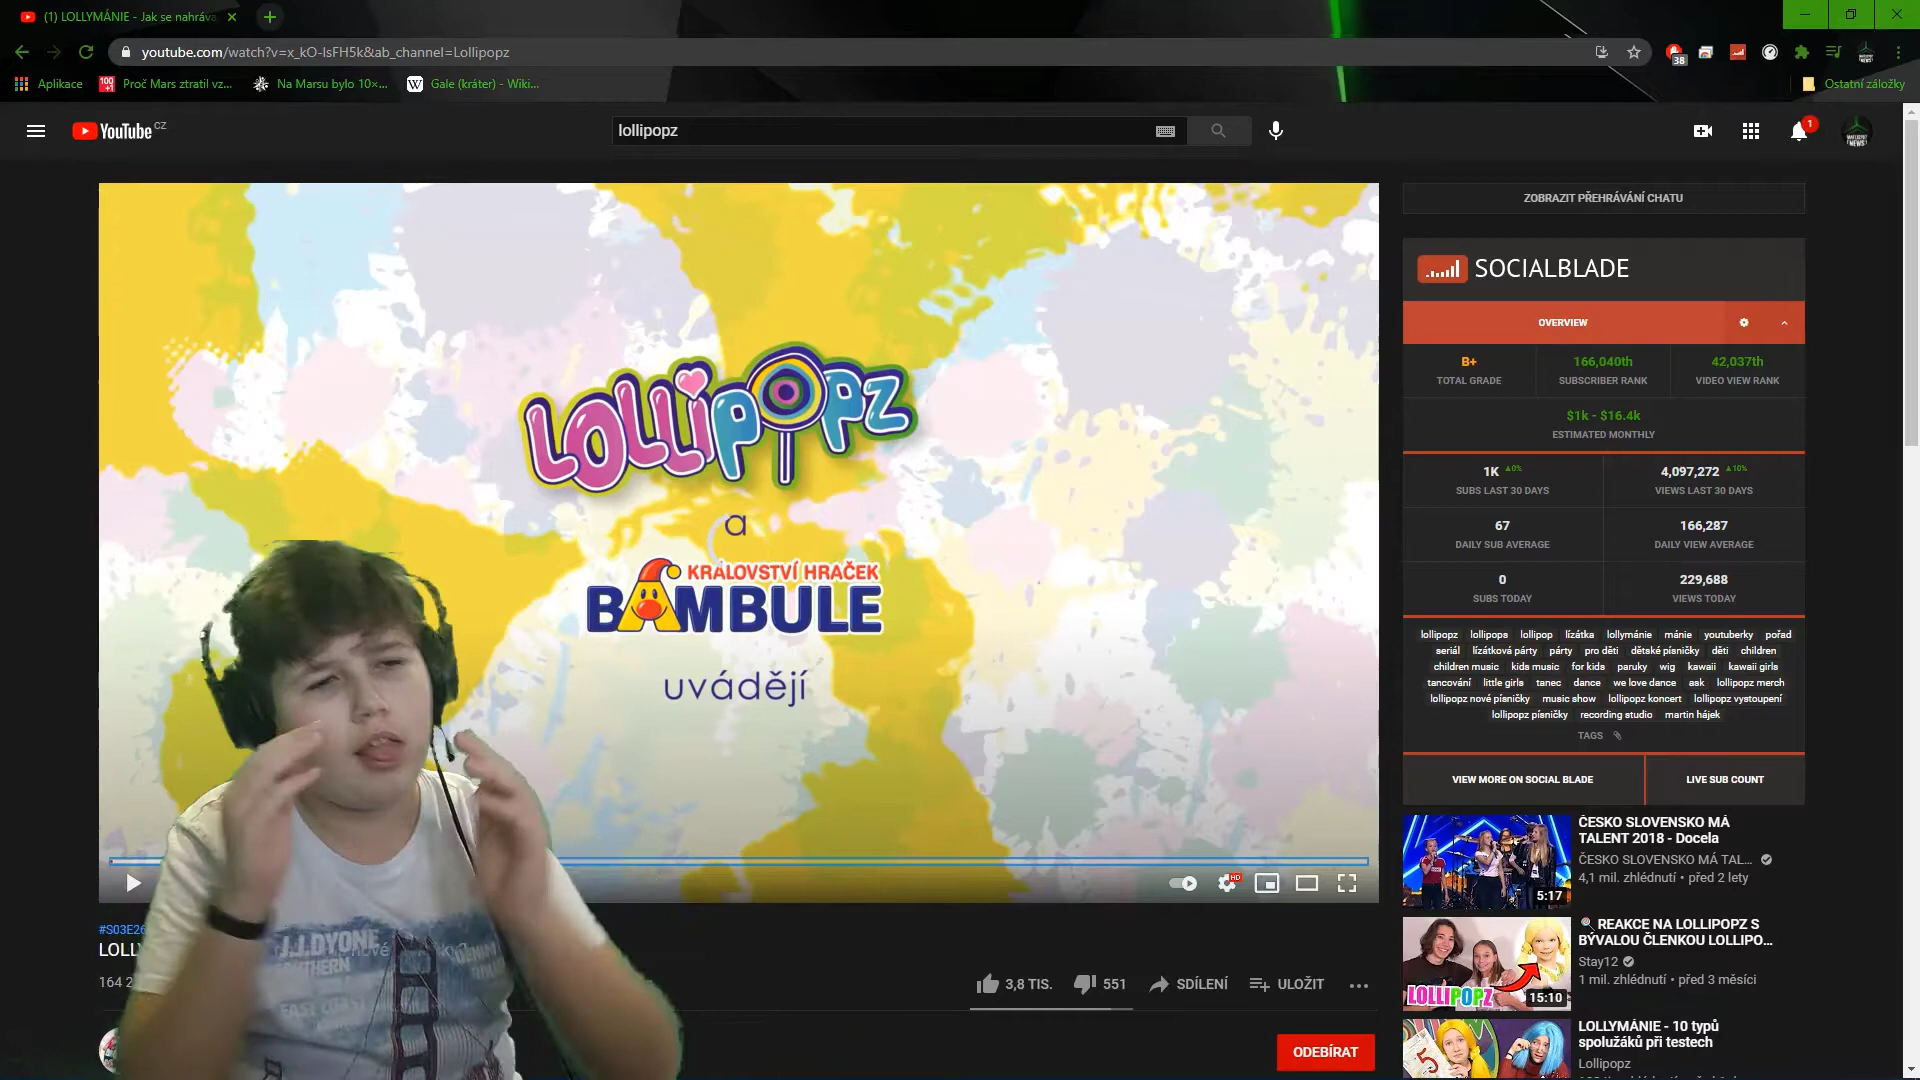 (1) LOLLYMÁNIE - Jak se nahráva
youtube.com/watch?v=x_kO-IsFH5k&ab_channel=Lollipopz
38
Aplikace
Proč Mars ztratil vz...
Na Marsu bylo 10×...
Gale (kráter) - Wiki...
Ostatní záložky
YouTube CZ
lollipopz
1
ZOBRAZIT PŘEHRÁVÁNÍ CHATU
SOCIALBLADE
OVERVIEW
B+ 166,040th 42,037th
TOTAL GRADE SUBSCRIBER RANK VIDEO VIEW RANK
$1k - $16.4k
ESTIMATED MONTHLY
1K ▲0% 4,097,272 ▲10%
SUBS LAST 30 DAYS VIEWS LAST 30 DAYS
67 166,287
DAILY SUB AVERAGE DAILY VIEW AVERAGE
0 229,688
SUBS TODAY VIEWS TODAY
lollipopz lollipops lollipop lízátka lollymánie mánie youtuberky pořad
seriál lízátková párty párty pro děti dětské písničky děti children
children music kids music for kids paruky wig kawaii kawaii girls
tancování little girls tanec dance we love dance ask lollipopz merch
lollipopz nové písničky music show lollipopz koncert lollipopz vystoupení
lollipopz písničky recording studio martin hájek
TAGS
VIEW MORE ON SOCIAL BLADE LIVE SUB COUNT
LOLLIPOPZ
a
KRÁLOVSTVÍ HRAČEK
BAMBULE
uvádějí
HD
#S03E26
LOLLY
164 2
3,8 TIS. 551 SDÍLENÍ ULOŽIT
ODEBÍRAT
ČESKO SLOVENSKO MÁ
TALENT 2018 - Docela
ČESKO SLOVENSKO MÁ TAL...
4,1 mil. zhlédnutí • před 2 lety
5:17
REAKCE NA LOLLIPOPZ S
BÝVALOU ČLENKOU LOLLIPO...
Stay12
1 mil. zhlédnutí • před 3 měsíci
LOLLIPOPZ
15:10
LOLLYMÁNIE - 10 typů
spolužáků při testech
Lollipopz